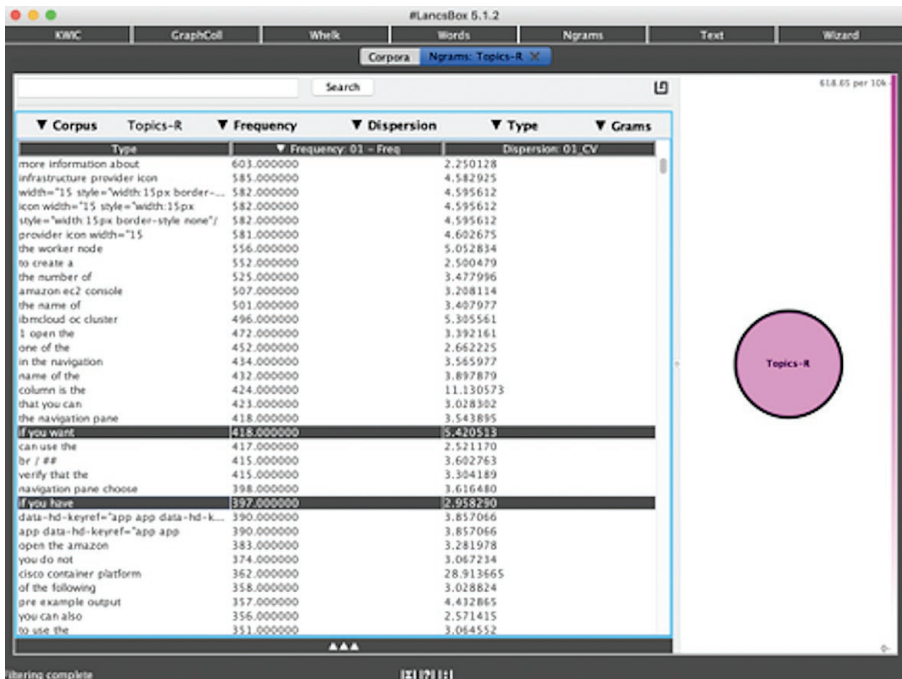 #LancsBox 5.1.2
KWIC GraphColl Whelk Words Ngrams Text Wizard
Corpora Ngrams: Topics-R
Search
618.65 per 10k
▼ Corpus Topics-R ▼ Frequency ▼ Dispersion ▼ Type ▼ Grams
Type ▼ Frequency: 01 - Freq Dispersion: 01_CV
more information about 603.000000 2.250128
infrastructure provider icon 585.000000 4.582925
width="15 style="width:15px border-... 582.000000 4.595612
icon width="15 style="width:15px 582.000000 4.595612
style="width:15px border-style none"/ 582.000000 4.595612
provider icon width="15 581.000000 4.602675
the worker node 556.000000 5.052834
to create a 552.000000 2.500479
the number of 525.000000 3.477996
amazon ec2 console 507.000000 3.208114
the name of 501.000000 3.407977
ibmcloud oc cluster 496.000000 5.305561
1 open the 472.000000 3.392161
one of the 452.000000 2.662225
in the navigation 434.000000 3.565977
name of the 432.000000 3.897879
column is the 424.000000 11.130573
that you can 423.000000 3.028302
the navigation pane 418.000000 3.543895
if you want 418.000000 5.420513
can use the 417.000000 2.521170
br / ## 415.000000 3.602763
verify that the 415.000000 3.304189
navigation pane choose 398.000000 3.616480
if you have 397.000000 2.958290
data-hd-keyref="app app data-hd-k... 390.000000 3.857066
app data-hd-keyref="app app 390.000000 3.857066
open the amazon 383.000000 3.281978
you do not 374.000000 3.067234
cisco container platform 362.000000 28.913665
of the following 358.000000 3.028824
pre example output 357.000000 4.432865
you can also 356.000000 2.571415
to use the 351.000000 3.064552
Topics-R
▲▲▲
0-
filtering complete